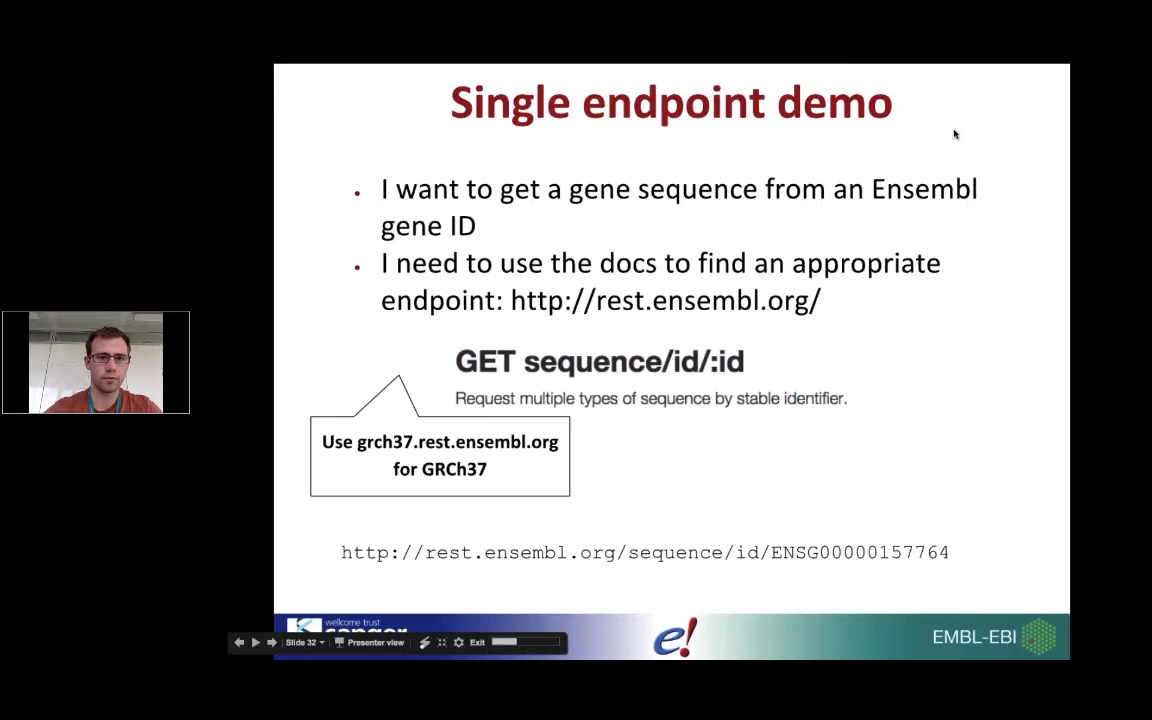 Single endpoint demo
• I want to get a gene sequence from an Ensembl
gene ID
• I need to use the docs to find an appropriate
endpoint: http://rest.ensembl.org/
GET sequence/id/:id
Request multiple types of sequence by stable identifier.
Use grch37.rest.ensembl.org
for GRCh37
http://rest.ensembl.org/sequence/id/ENSG00000157764
wellcome trust
e!
EMBL-EBI
Slide 32
Presenter view
Exit